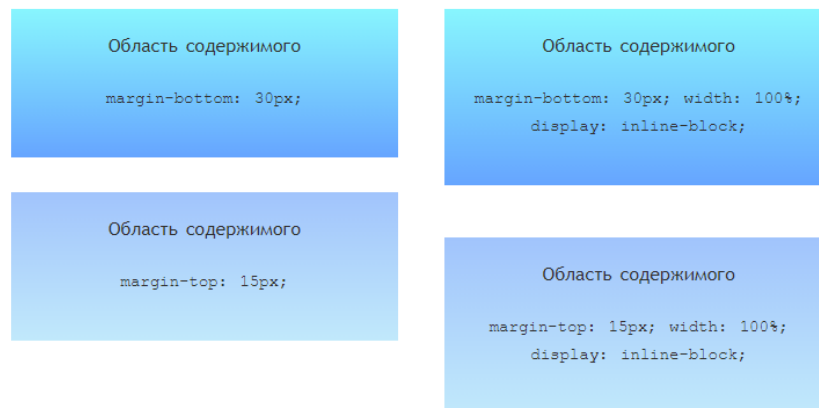 Область содержимого
margin-bottom: 30px;
Область содержимого
margin-top: 15px;
Область содержимого
margin-bottom: 30px; width: 100%;
display: inline-block;
Область содержимого
margin-top: 15px; width: 100%;
display: inline-block;